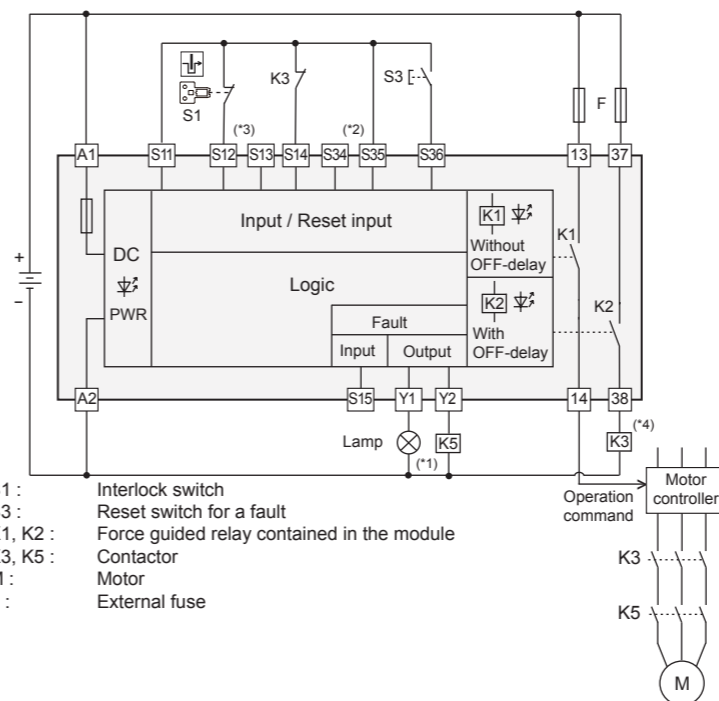 K3
S3
F
S1
(*3)
(*2)
A1
S11
S12
S13
S14
S34
S35
S36
13
37
+
−
DC
PWR
Input / Reset input
Logic
Fault
Input
Output
K1
Without
OFF-delay
K2
With
OFF-delay
K1
K2
A2
S15
Y1
Y2
14
38
Lamp
(*1)
K5
K3
(*4)
Operation
command
Motor
controller
K3
K5
M
1 : Interlock switch
3 : Reset switch for a fault
1, K2 : Force guided relay contained in the module
3, K5 : Contactor
M : Motor
: External fuse